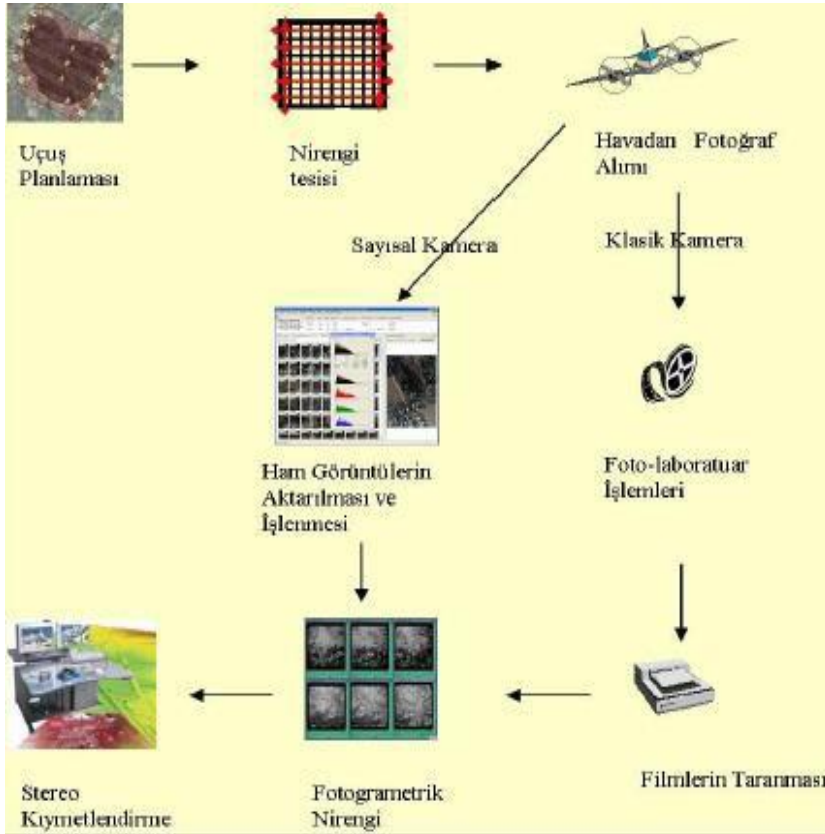 Uçuş
Planlaması
Nirengi
tesisi
Havadan Fotoğraf
Alımı
Sayısal Kamera
Klasik Kamera
Ham Görüntülerin
Aktarılması ve
İşlenmesi
Foto-laboratuar
İşlemleri
Stereo
Kıymetlendirme
Fotogrametrik
Nirengi
Filmlerin Taranması